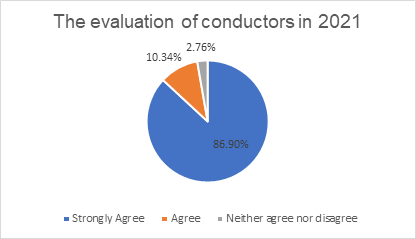 The evaluation of conductors in 2021
2.76%
10.34%
86.90%
Strongly Agree Agree Neither agree nor disagree